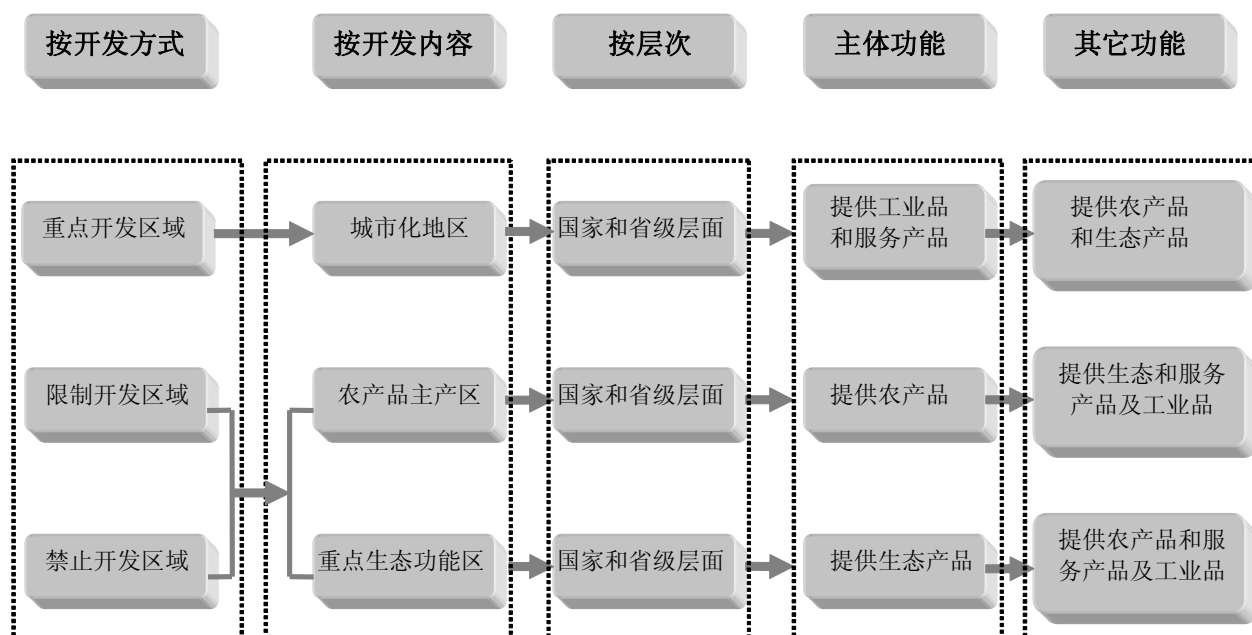 按开发方式
按开发内容
按层次
主体功能
其它功能
重点开发区域
城市化地区
国家和省级层面
提供工业品
和服务产品
提供农产品
和生态产品
限制开发区域
农产品主产区
国家和省级层面
提供农产品
提供生态和服务
产品及工业品
禁止开发区域
重点生态功能区
国家和省级层面
提供生态产品
提供农产品和服
务产品及工业品